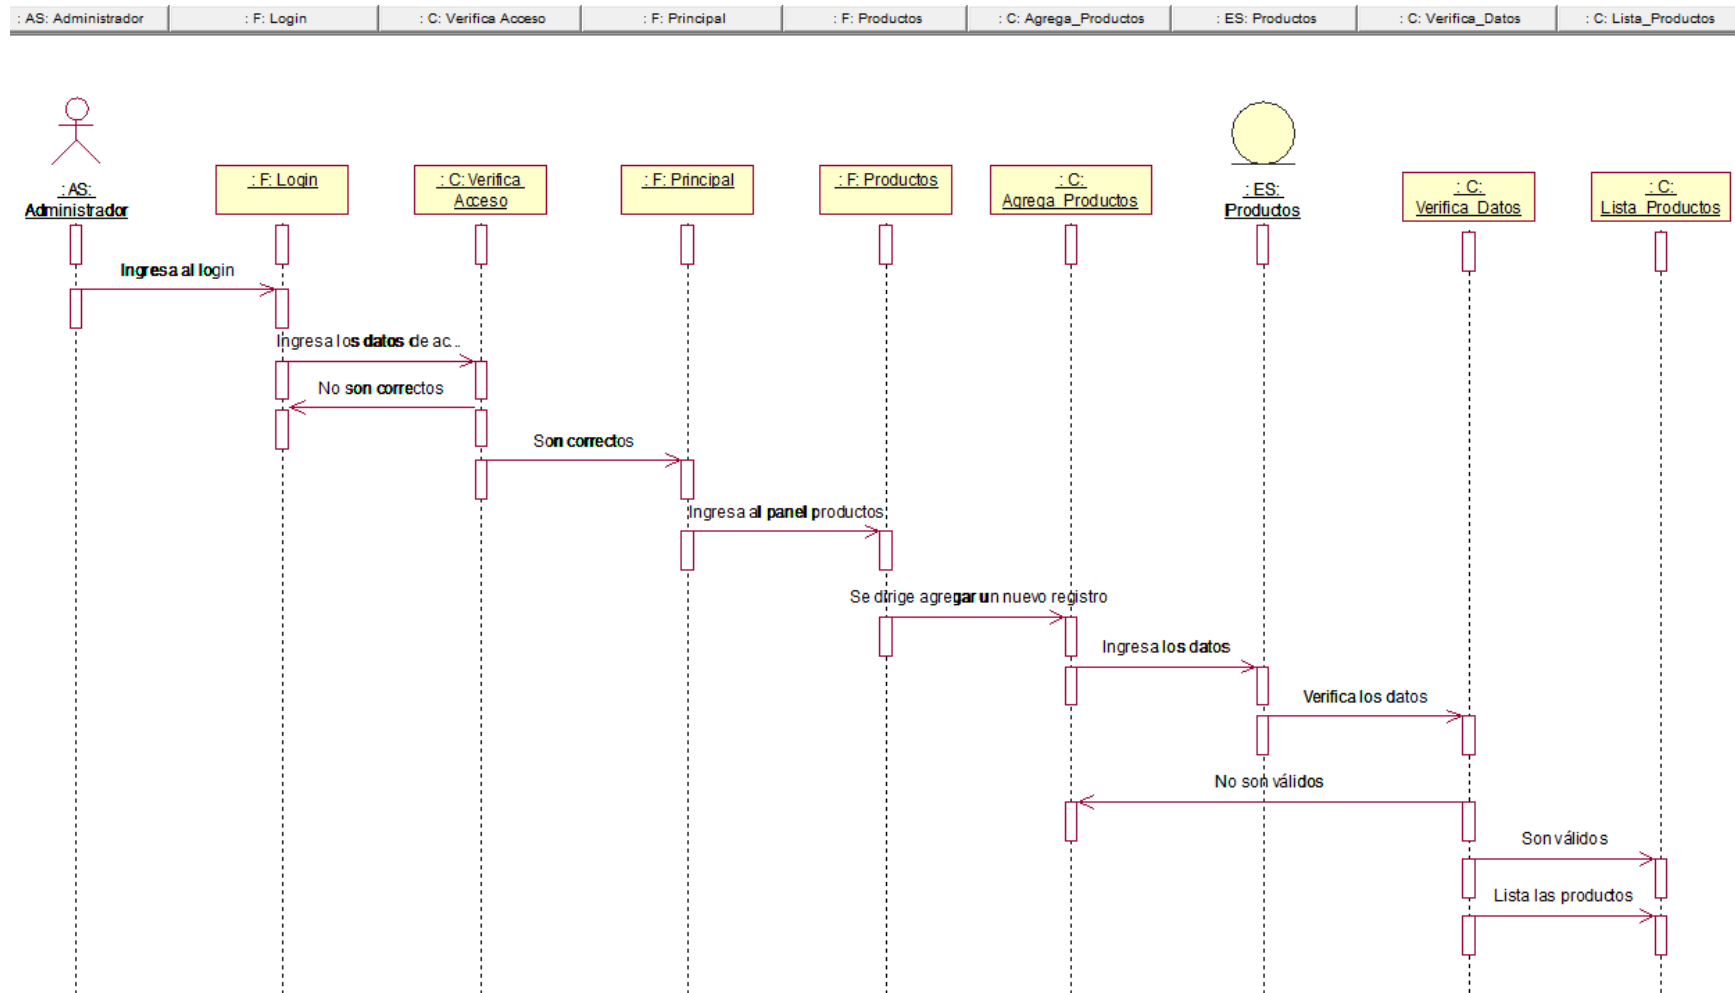 : AS: Administrador
: F: Login
: C: Verifica Acceso
: F: Principal
: F: Productos
: C: Agrega_Productos
: ES: Productos
: C: Verifica_Datos
: C: Lista_Productos
: AS:
Administrador
: F: Login
: C: Verifica
Acceso
: F: Principal
: F: Productos
: C:
Agrega_Productos
: ES:
Productos
: C:
Verifica_Datos
: C:
Lista_Productos
Ingresa al login
Ingresa los datos de ac...
No son correctos
Son correctos
Ingresa al panel productos
Se dirige agregar un nuevo registro
Ingresa los datos
Verifica los datos
No son válidos
Son válidos
Lista las productos